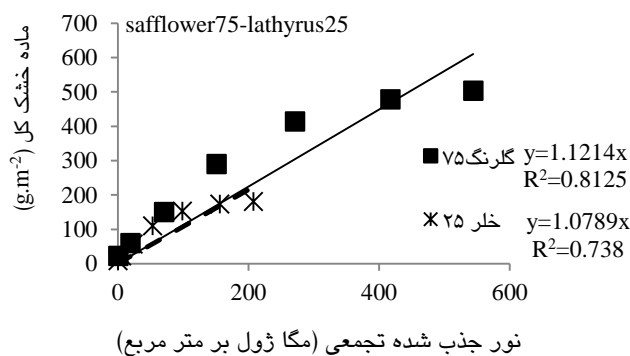 safflower75-lathyrus25
ماده خشک کل (g.m-2)
700
600
500
400
300
200
100
0
0
200
400
600
گلرنگ۷۵ y=1.1214x
R2=0.8125
خلر ۲۵ y=1.0789x
R2=0.738
نور جذب شده تجمعی (مگا ژول بر متر مربع)